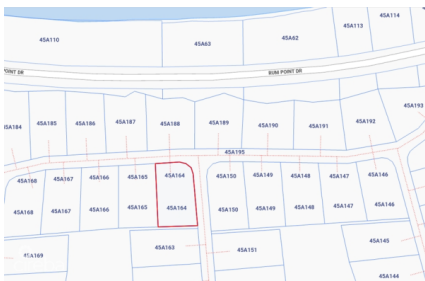 45A114
45A113
45A110
45A63
45A62
POINT DR
BUM POINT DR
45A193
45A184
45A185
45A186
45A187
45A188
45A189
45A190
45A191
45A192
45A195
45A168
45A167
45A166
45A165
45A164
45A150
45A149
45A148
45A147
45A146
45A168
45A167
45A166
45A165
45A164
45A150
45A149
45A148
45A147
45A146
45A169
45A163
45A151
45A145
45A144